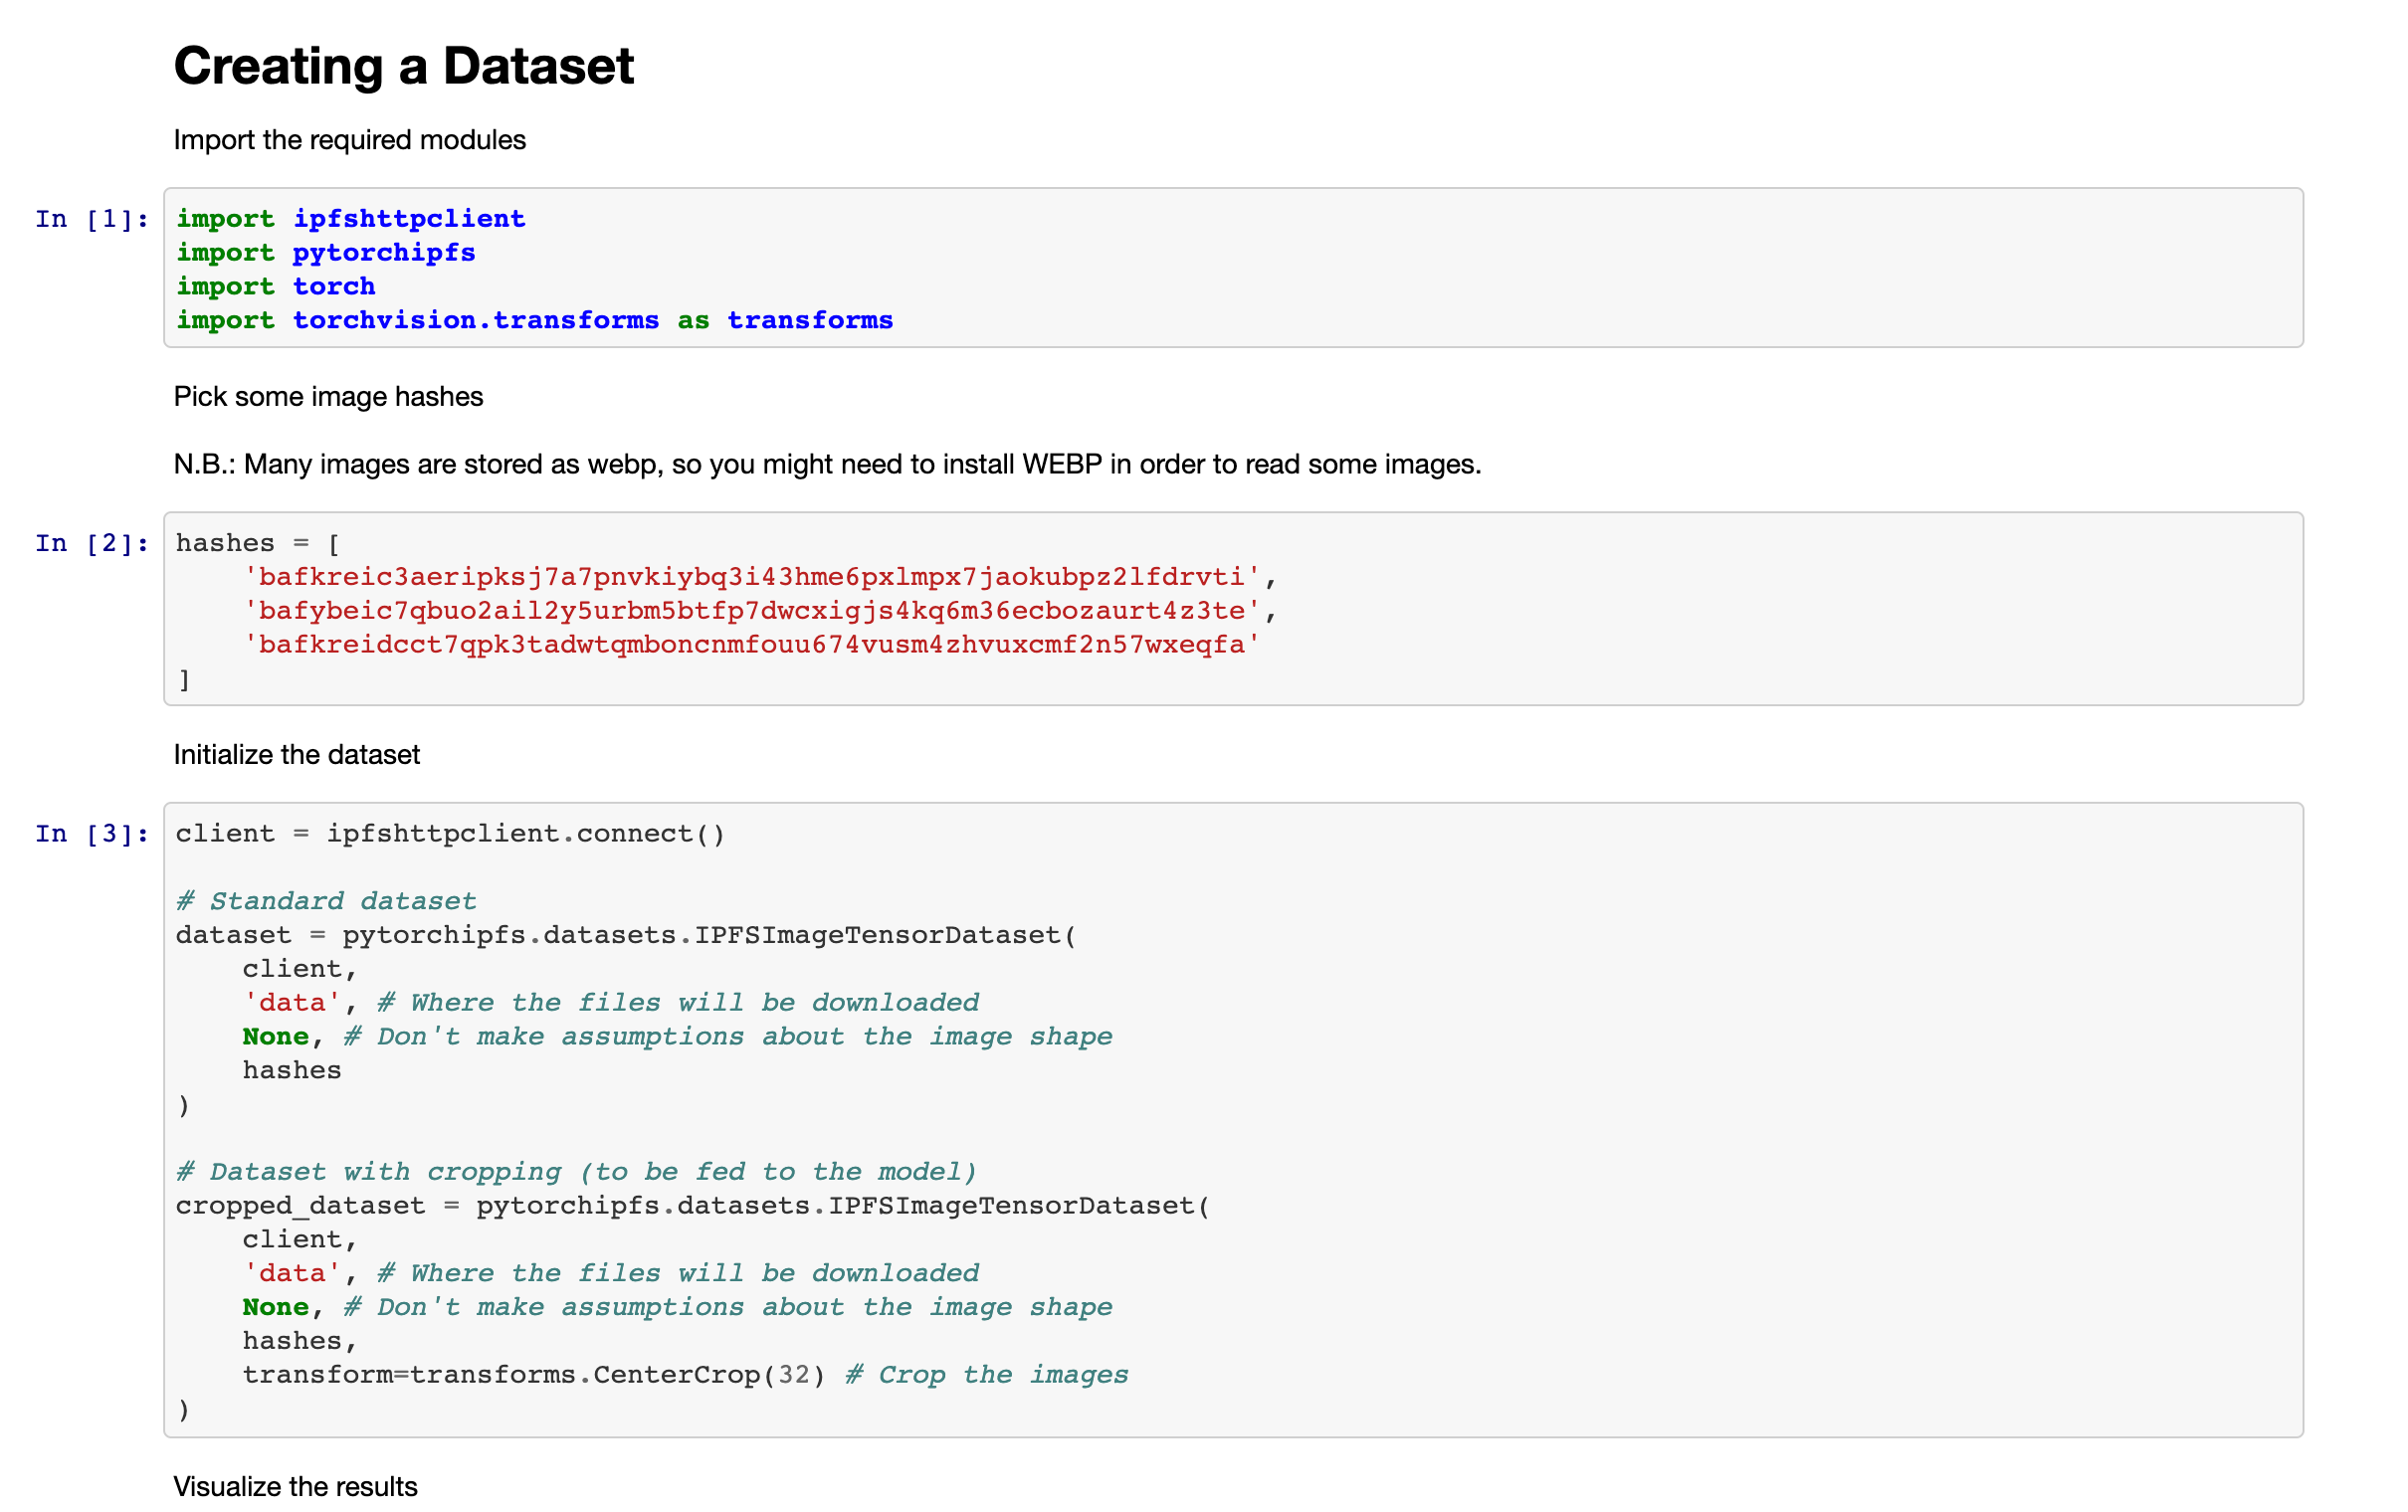 Creating a Dataset
Import the required modules
In [1]: import ipfshttpclient
import pytorchipfs
import torch
import torchvision.transforms as transforms
Pick some image hashes
N.B.: Many images are stored as webp, so you might need to install WEBP in order to read some images.
In [2]: hashes = [
    'bafkreic3aeripksj7a7pnvkiybq3i43hme6pxlmpx7jaokubpz2lfdrvti',
    'bafybeic7qbuo2ail2y5urbm5btfp7dwcxigjs4kq6m36ecbozaurt4z3te',
    'bafkreidcct7qpk3tadwtqmboncnmfouu674vusm4zhvuxcmf2n57wxeqfa'
]
Initialize the dataset
In [3]: client = ipfshttpclient.connect()
# Standard dataset
dataset = pytorchipfs.datasets.IPFSImageTensorDataset(
    client,
    'data', # Where the files will be downloaded
    None, # Don't make assumptions about the image shape
    hashes
)
# Dataset with cropping (to be fed to the model)
cropped_dataset = pytorchipfs.datasets.IPFSImageTensorDataset(
    client,
    'data', # Where the files will be downloaded
    None, # Don't make assumptions about the image shape
    hashes,
    transform=transforms.CenterCrop(32) # Crop the images
)
Visualize the results